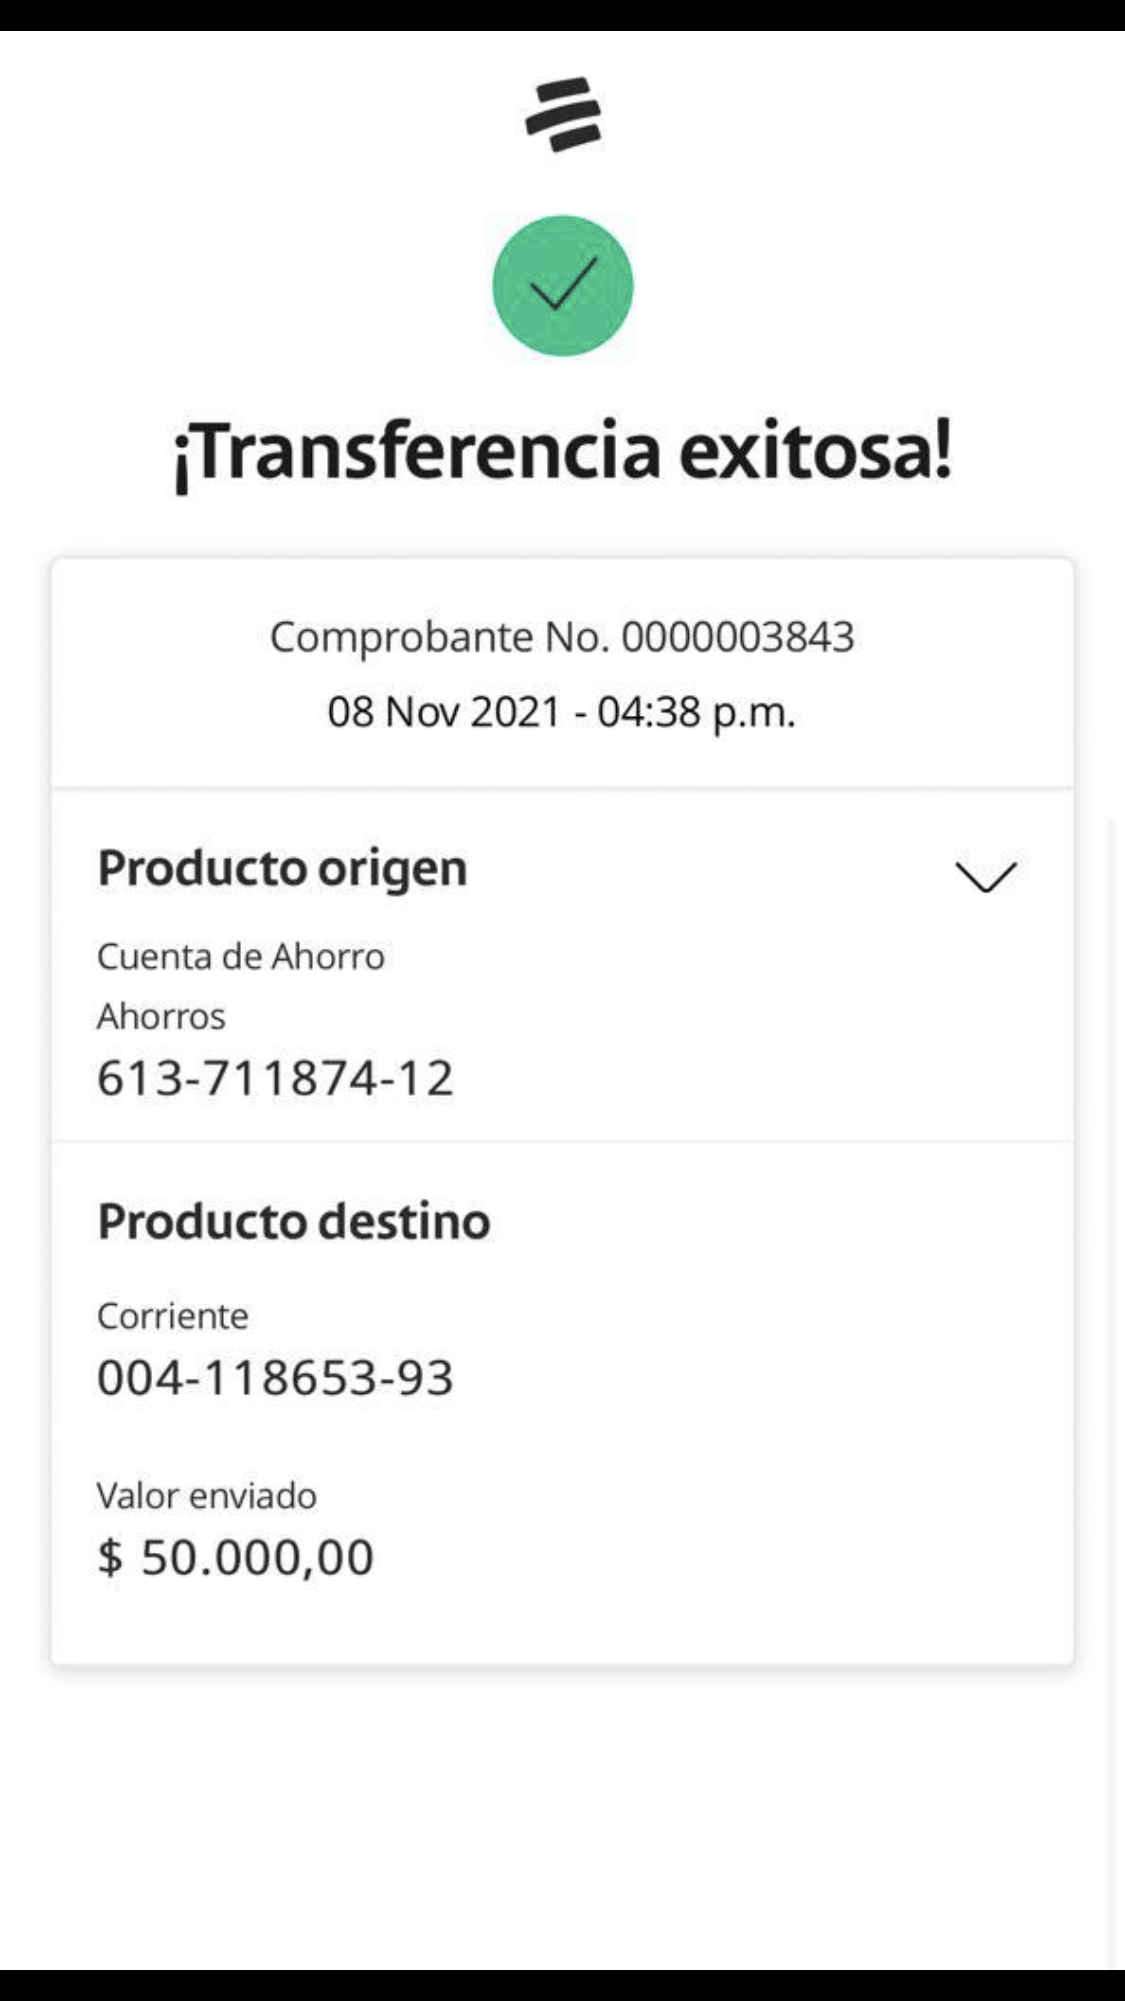 ¡Transferencia exitosa!
Comprobante No. 0000003843
08 Nov 2021 - 04:38 p.m.
Producto origen
Cuenta de Ahorro
Ahorros
613-711874-12
Producto destino
Corriente
004-118653-93
Valor enviado
$ 50.000,00